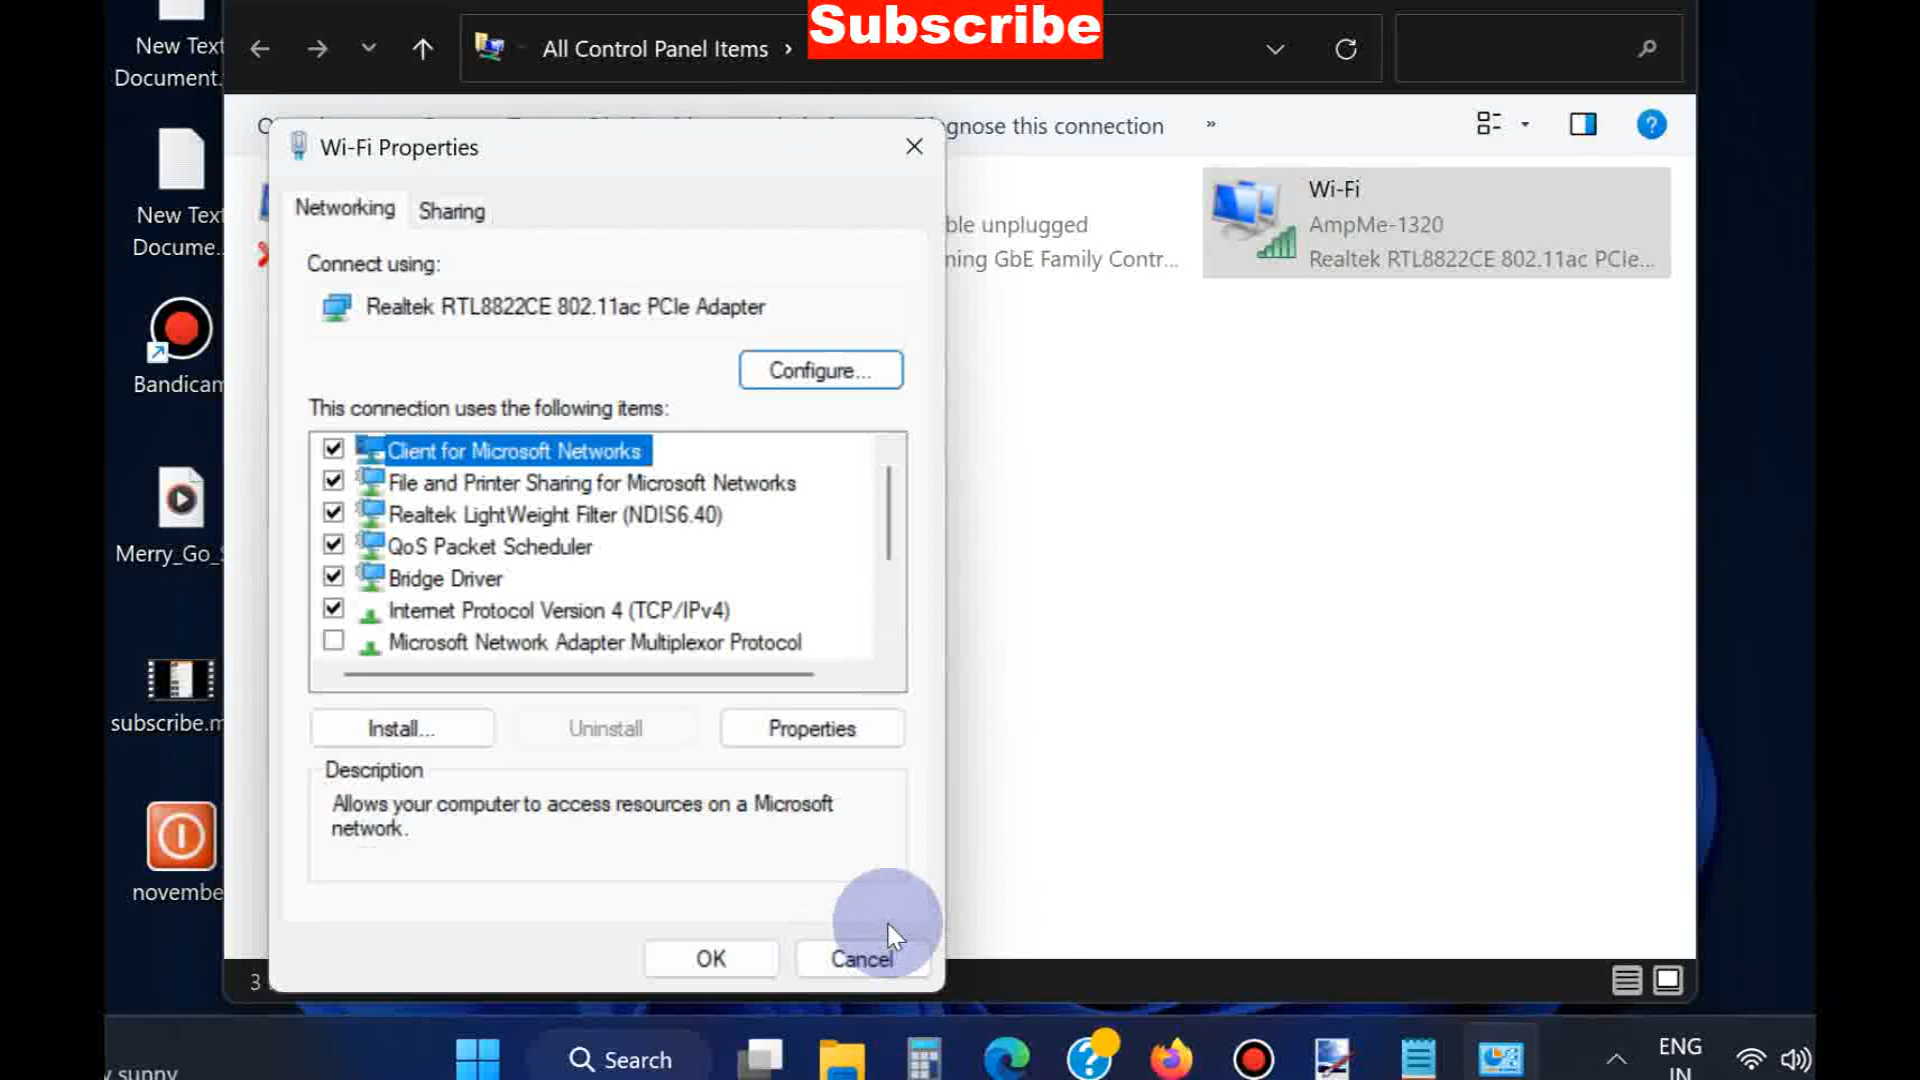 Subscribe
All Control Panel Items
New Text
Document.
New Text
Docume...
Bandicam
Merry_Go_S
subscribe.m
novembe
gnose this connection
»
Wi-Fi Properties
Networking
Sharing
Connect using:
Realtek RTL8822CE 802.11ac PCIe Adapter
Configure...
This connection uses the following items:
Client for Microsoft Networks
File and Printer Sharing for Microsoft Networks
Realtek LightWeight Filter (NDIS6.40)
QoS Packet Scheduler
Bridge Driver
Internet Protocol Version 4 (TCP/IPv4)
Microsoft Network Adapter Multiplexor Protocol
Install...
Uninstall
Properties
Description
Allows your computer to access resources on a Microsoft
network.
OK
Cancel
ble unplugged
ning GbE Family Contr...
Wi-Fi
AmpMe-1320
Realtek RTL8822CE 802.11ac PCIe...
3
y sunny
Search
ENG
IN